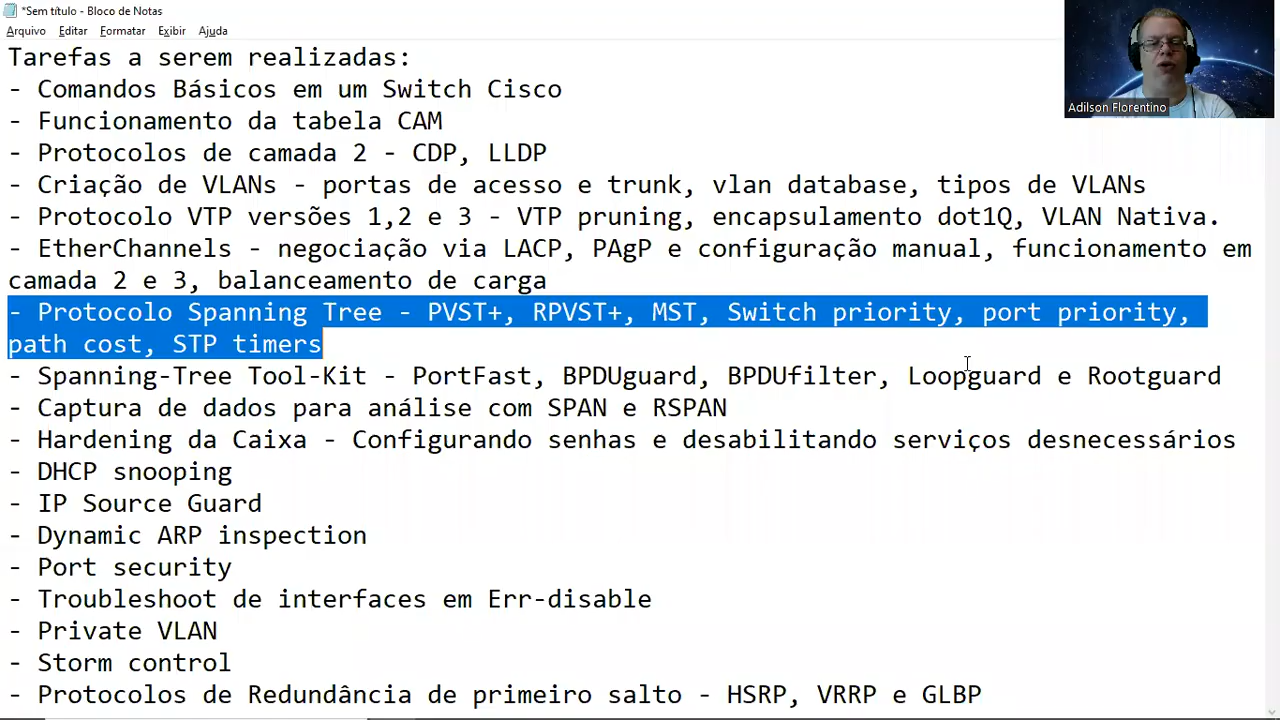 *Sem título - Bloco de Notas
Arquivo Editar Formatar Exibir Ajuda
Tarefas a serem realizadas:
- Comandos Básicos em um Switch Cisco
- Funcionamento da tabela CAM
- Protocolos de camada 2 - CDP, LLDP
- Criação de VLANs - portas de acesso e trunk, vlan database, tipos de VLANs
- Protocolo VTP versões 1,2 e 3 - VTP pruning, encapsulamento dot1Q, VLAN Nativa.
- EtherChannels - negociação via LACP, PAgP e configuração manual, funcionamento em
camada 2 e 3, balanceamento de carga
- Protocolo Spanning Tree - PVST+, RPVST+, MST, Switch priority, port priority,
path cost, STP timers
- Spanning-Tree Tool-Kit - PortFast, BPDUguard, BPDUfilter, Loopguard e Rootguard
- Captura de dados para análise com SPAN e RSPAN
- Hardening da Caixa - Configurando senhas e desabilitando serviços desnecessários
- DHCP snooping
- IP Source Guard
- Dynamic ARP inspection
- Port security
- Troubleshoot de interfaces em Err-disable
- Private VLAN
- Storm control
- Protocolos de Redundância de primeiro salto - HSRP, VRRP e GLBP
Adilson Florentino